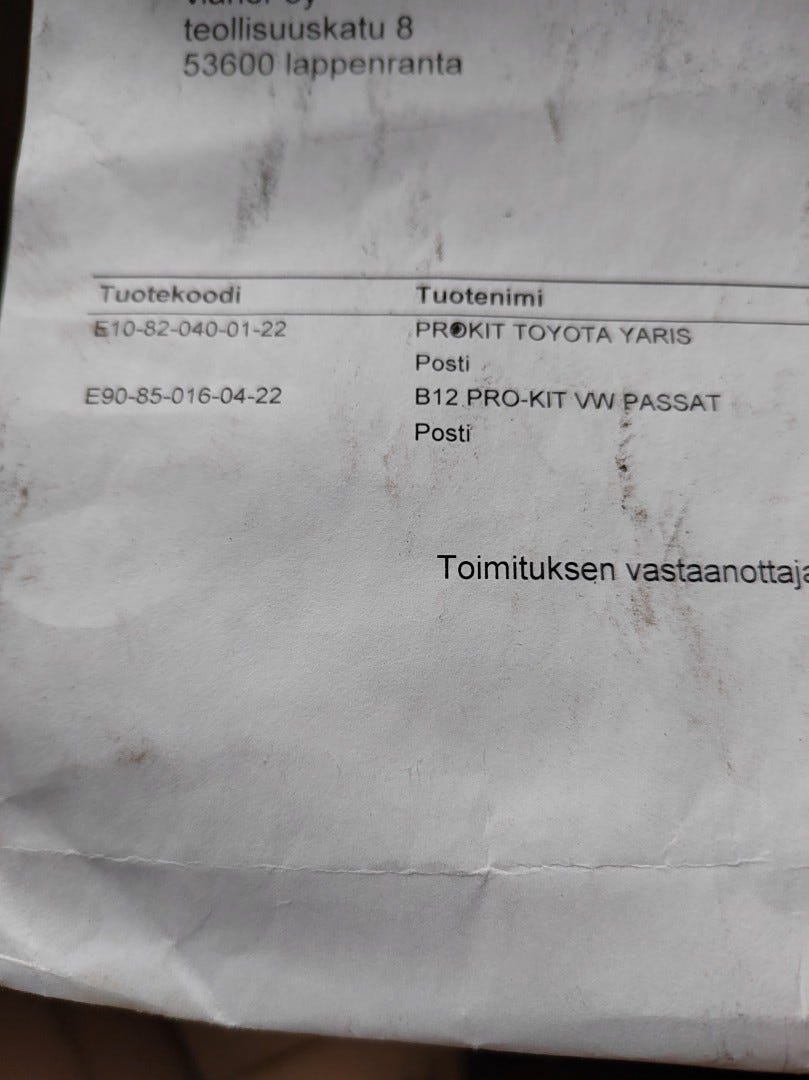 teollisuuskatu 8
53600 lappenranta
Tuotekoodi Tuotenimi
E10-82-040-01-22 PROKIT TOYOTA YARIS
Posti
E90-85-016-04-22 B12 PRO-KIT VW PASSAT
Posti
Toimituksen vastaanottaja